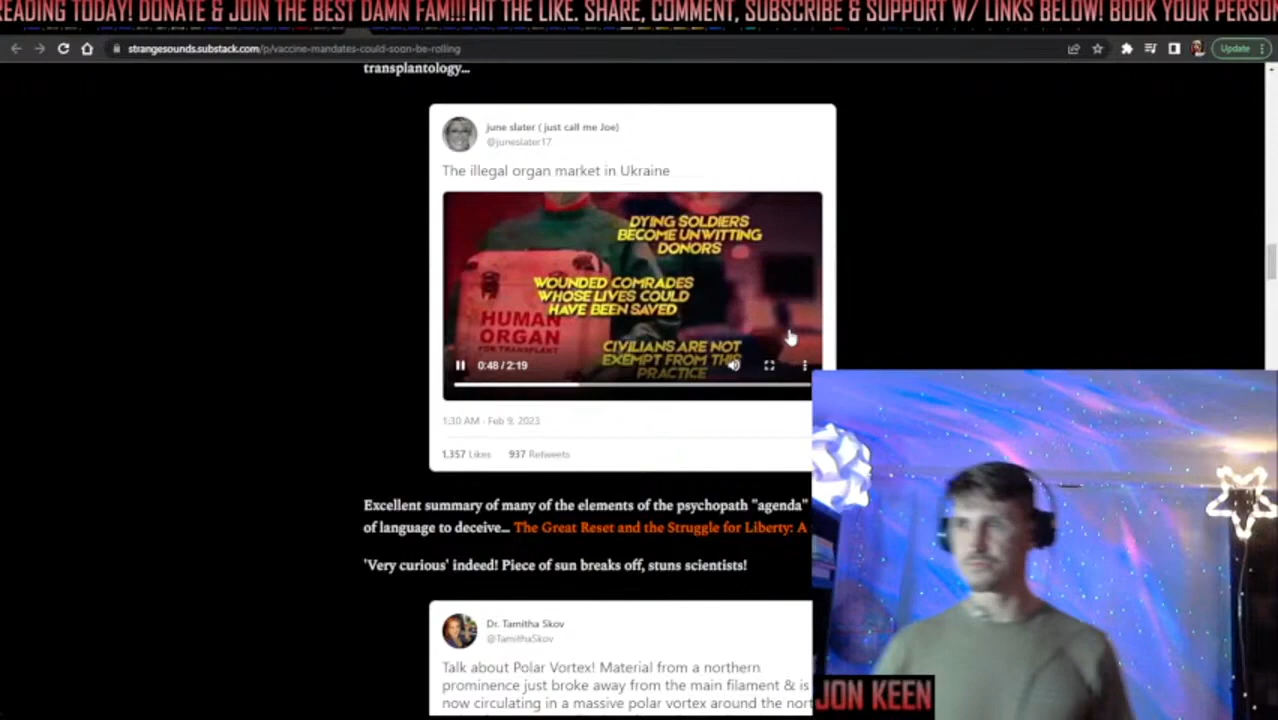 READING TODAY! DONATE & JOIN THE BEST DAMN FAM!!! HIT THE LIKE. SHARE, COMMENT, SUBSCRIBE & SUPPORT W/ LINKS BELOW! BOOK YOUR PERSON
strangesounds.substack.com/p/vaccine-mandates-could-soon-be-rolling
Update
transplantology...
june slater ( just call me Joe)
@juneslater17
The illegal organ market in Ukraine
DYING SOLDIERS
BECOME UNWITTING
DONORS
WOUNDED COMRADES
WHOSE LIVES COULD
HAVE BEEN SAVED
HUMAN
ORGAN
FOR TRANSPLANT
CIVILIANS ARE NOT
EXEMPT FROM THIS
PRACTICE
0:48 / 2:19
1:30 AM · Feb 9, 2023
1,357 Likes 937 Retweets
Excellent summary of many of the elements of the psychopath "agenda"
of language to deceive... The Great Reset and the Struggle for Liberty: A
'Very curious' indeed! Piece of sun breaks off, stuns scientists!
Dr. Tamitha Skov
@TamithaSkov
Talk about Polar Vortex! Material from a northern
prominence just broke away from the main filament & is
now circulating in a massive polar vortex around the nort
JON KEEN